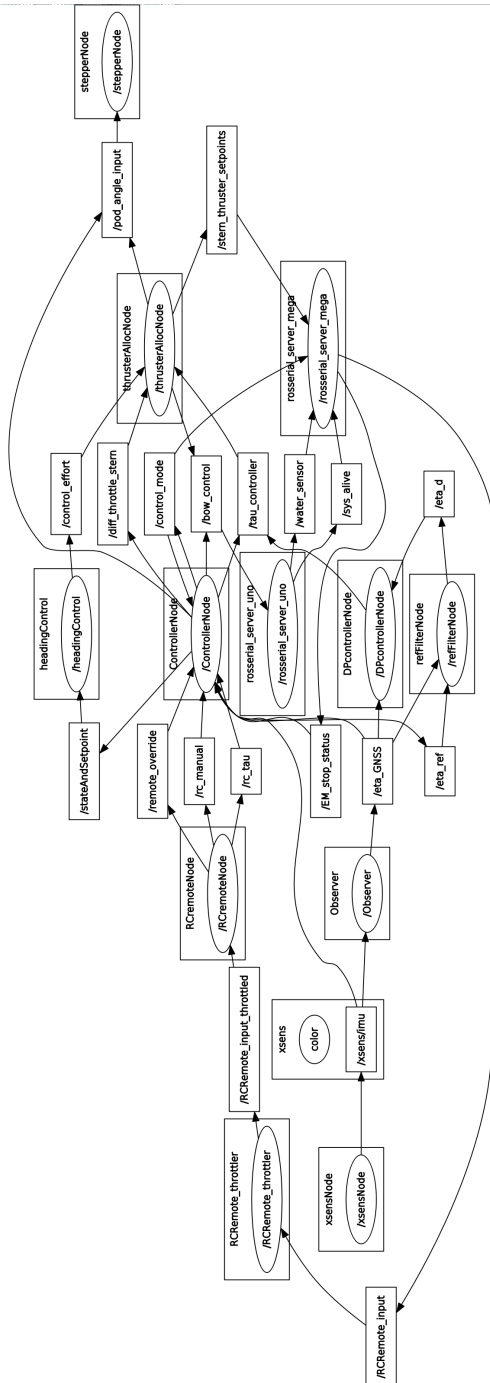 /RCRemote_input
RCRemote_throttler
/RCRemote_throttler
xsensNode
/xsensNode
/RCRemote_input_throttled
xsens
color
/xsens/imu
RCremoteNode
/RCremoteNode
Observer
/Observer
/stateAndSetpoint
/remote_override
/rc_manual
/rc_tau
/EM_stop_status
/eta_GNSS
/eta_ref
headingControl
/headingControl
ControllerNode
/ControllerNode
rosserial_server_uno
/rosserial_server_uno
DPcontrollerNode
/DPcontrollerNode
refFilterNode
/refFilterNode
/control_effort
/diff_throttle_stern
/control_mode
/bow_control
/tau_controller
/water_sensor
/sys_alive
/eta_d
thrusterAllocNode
/thrusterAllocNode
rosserial_server_mega
/rosserial_server_mega
/pod_angle_input
/stern_thruster_setpoints
stepperNode
/stepperNode